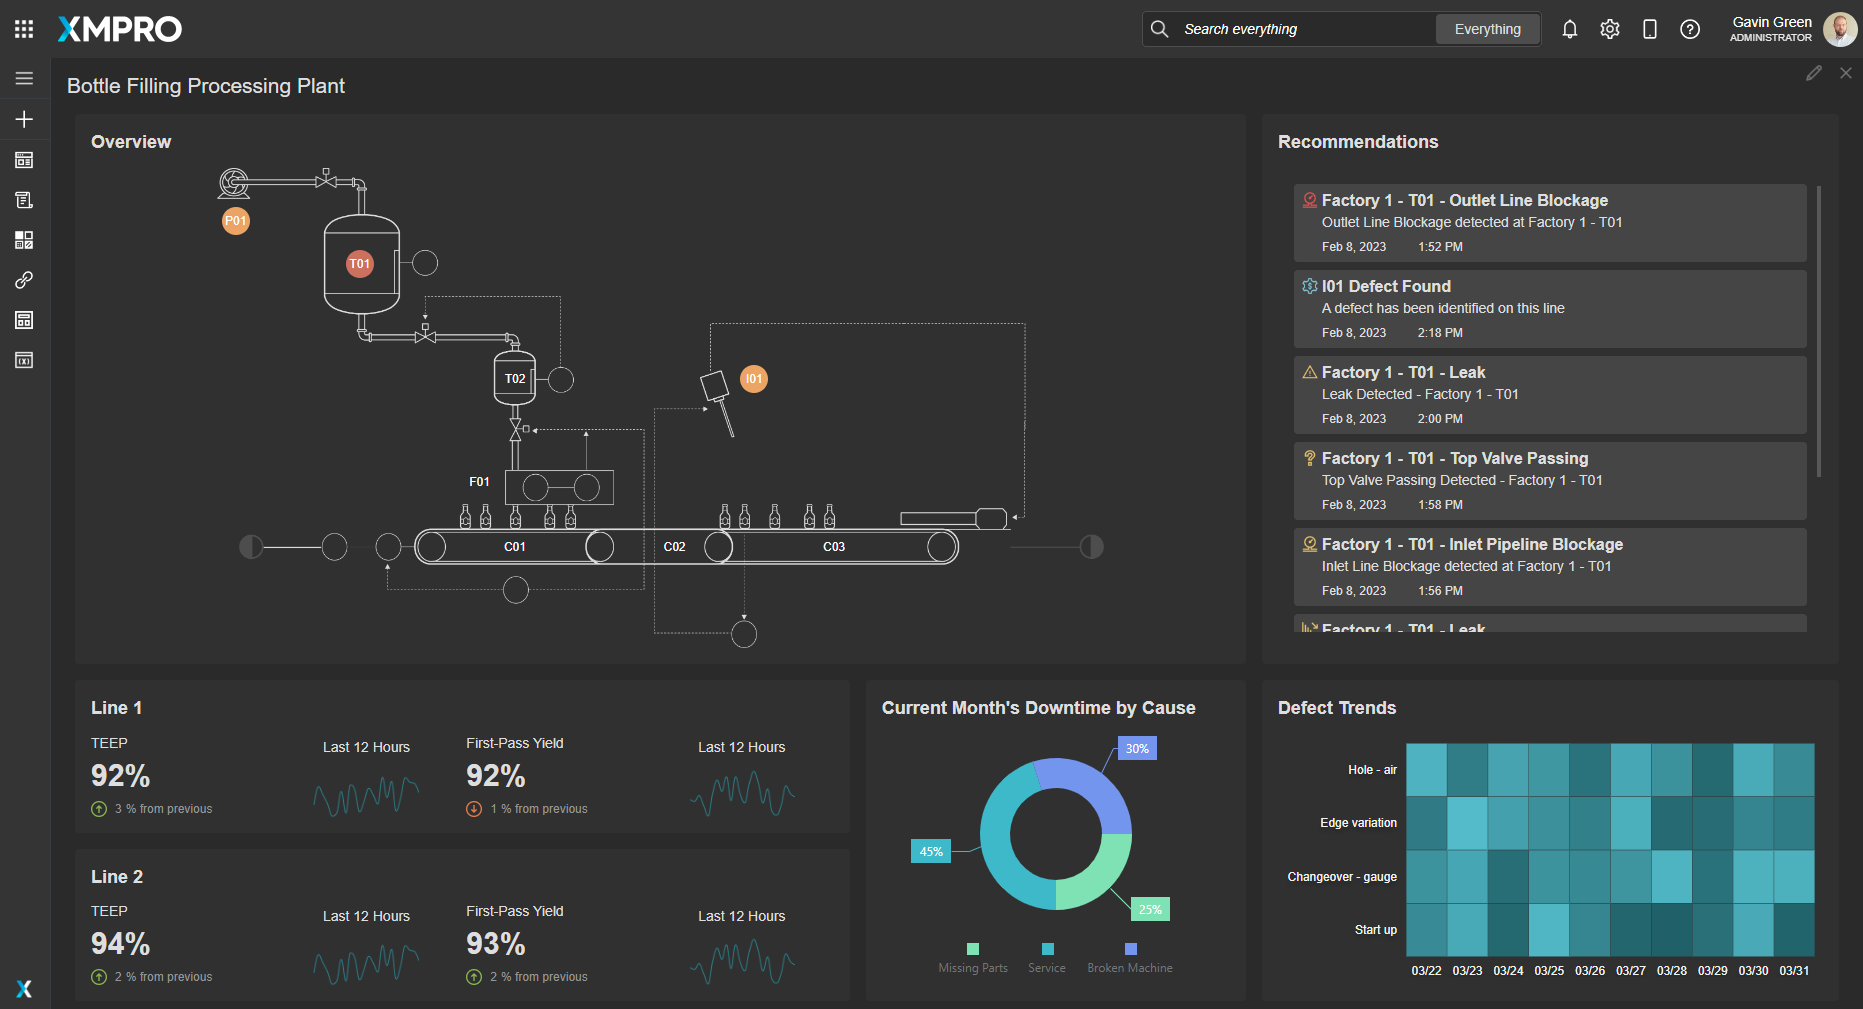 XMPRO
Search everything
Everything
Gavin Green
ADMINISTRATOR
Bottle Filling Processing Plant
Overview
P01
T01
T02
I01
F01
C01
C02
C03
Recommendations
Factory 1 - T01 - Outlet Line Blockage
Outlet Line Blockage detected at Factory 1 - T01
Feb 8, 2023 1:52 PM
I01 Defect Found
A defect has been identified on this line
Feb 8, 2023 2:18 PM
Factory 1 - T01 - Leak
Leak Detected - Factory 1 - T01
Feb 8, 2023 2:00 PM
Factory 1 - T01 - Top Valve Passing
Top Valve Passing Detected - Factory 1 - T01
Feb 8, 2023 1:58 PM
Factory 1 - T01 - Inlet Pipeline Blockage
Inlet Line Blockage detected at Factory 1 - T01
Feb 8, 2023 1:56 PM
Factory 1 - T01 - Leak
Line 1
TEEP
92%
3 % from previous
Last 12 Hours
First-Pass Yield
92%
1 % from previous
Last 12 Hours
Line 2
TEEP
94%
2 % from previous
Last 12 Hours
First-Pass Yield
93%
2 % from previous
Last 12 Hours
Current Month's Downtime by Cause
30%
45%
25%
Missing Parts Service Broken Machine
Defect Trends
Hole - air
Edge variation
Changeover - gauge
Start up
03/22 03/23 03/24 03/25 03/26 03/27 03/28 03/29 03/30 03/31
X